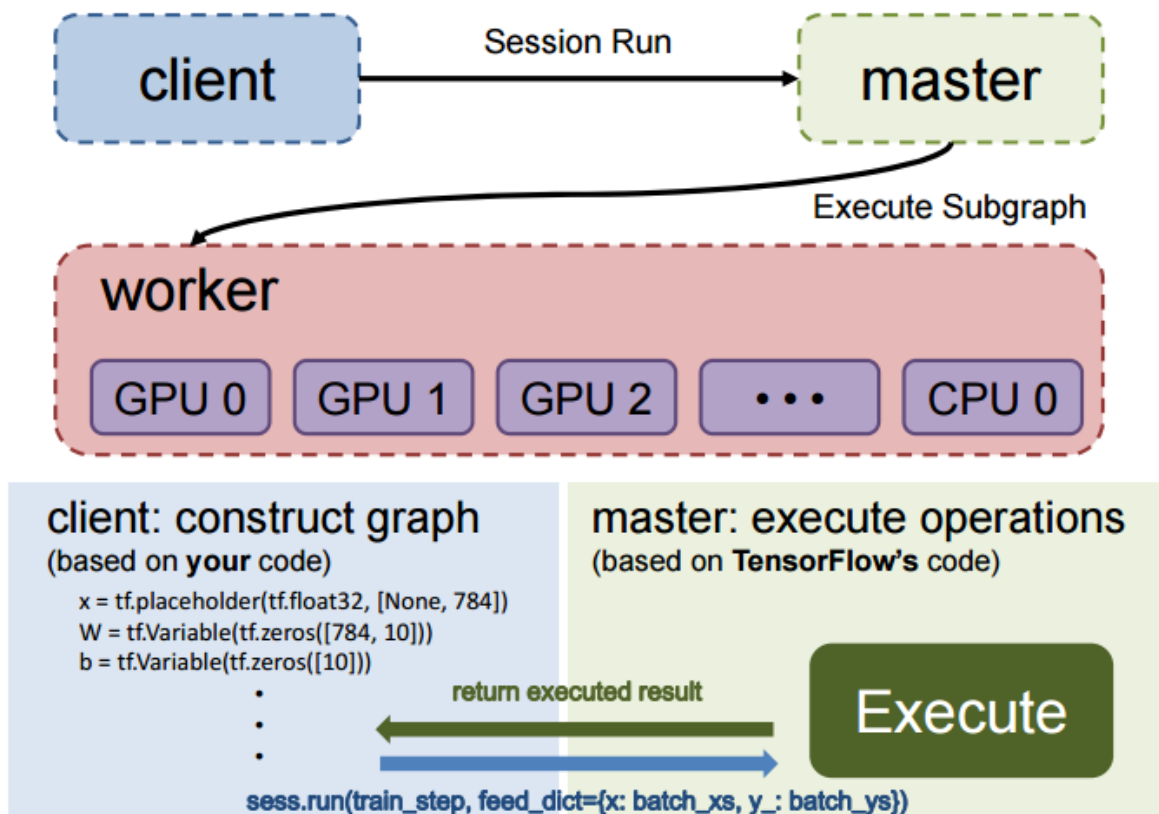 client
Session Run
master
Execute Subgraph
worker
GPU 0
GPU 1
GPU 2
• • •
CPU 0
client: construct graph
(based on your code)
x = tf.placeholder(tf.float32, [None, 784])
W = tf.Variable(tf.zeros([784, 10]))
b = tf.Variable(tf.zeros([10]))
•
•
•
master: execute operations
(based on TensorFlow's code)
return executed result
Execute
sess.run(train_step, feed_dict={x: batch_xs, y_: batch_ys})